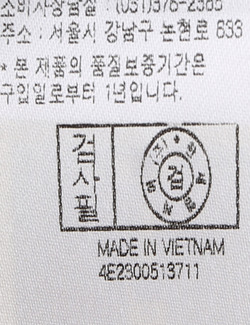 소비자상담실 : (031)378-2365
주소 : 서울시 강남구 논현로 633
* 본 제품의 품질보증기간은
구입일로부터 1년입니다.
검사필
검
MADE IN VIETNAM
4E2300513711